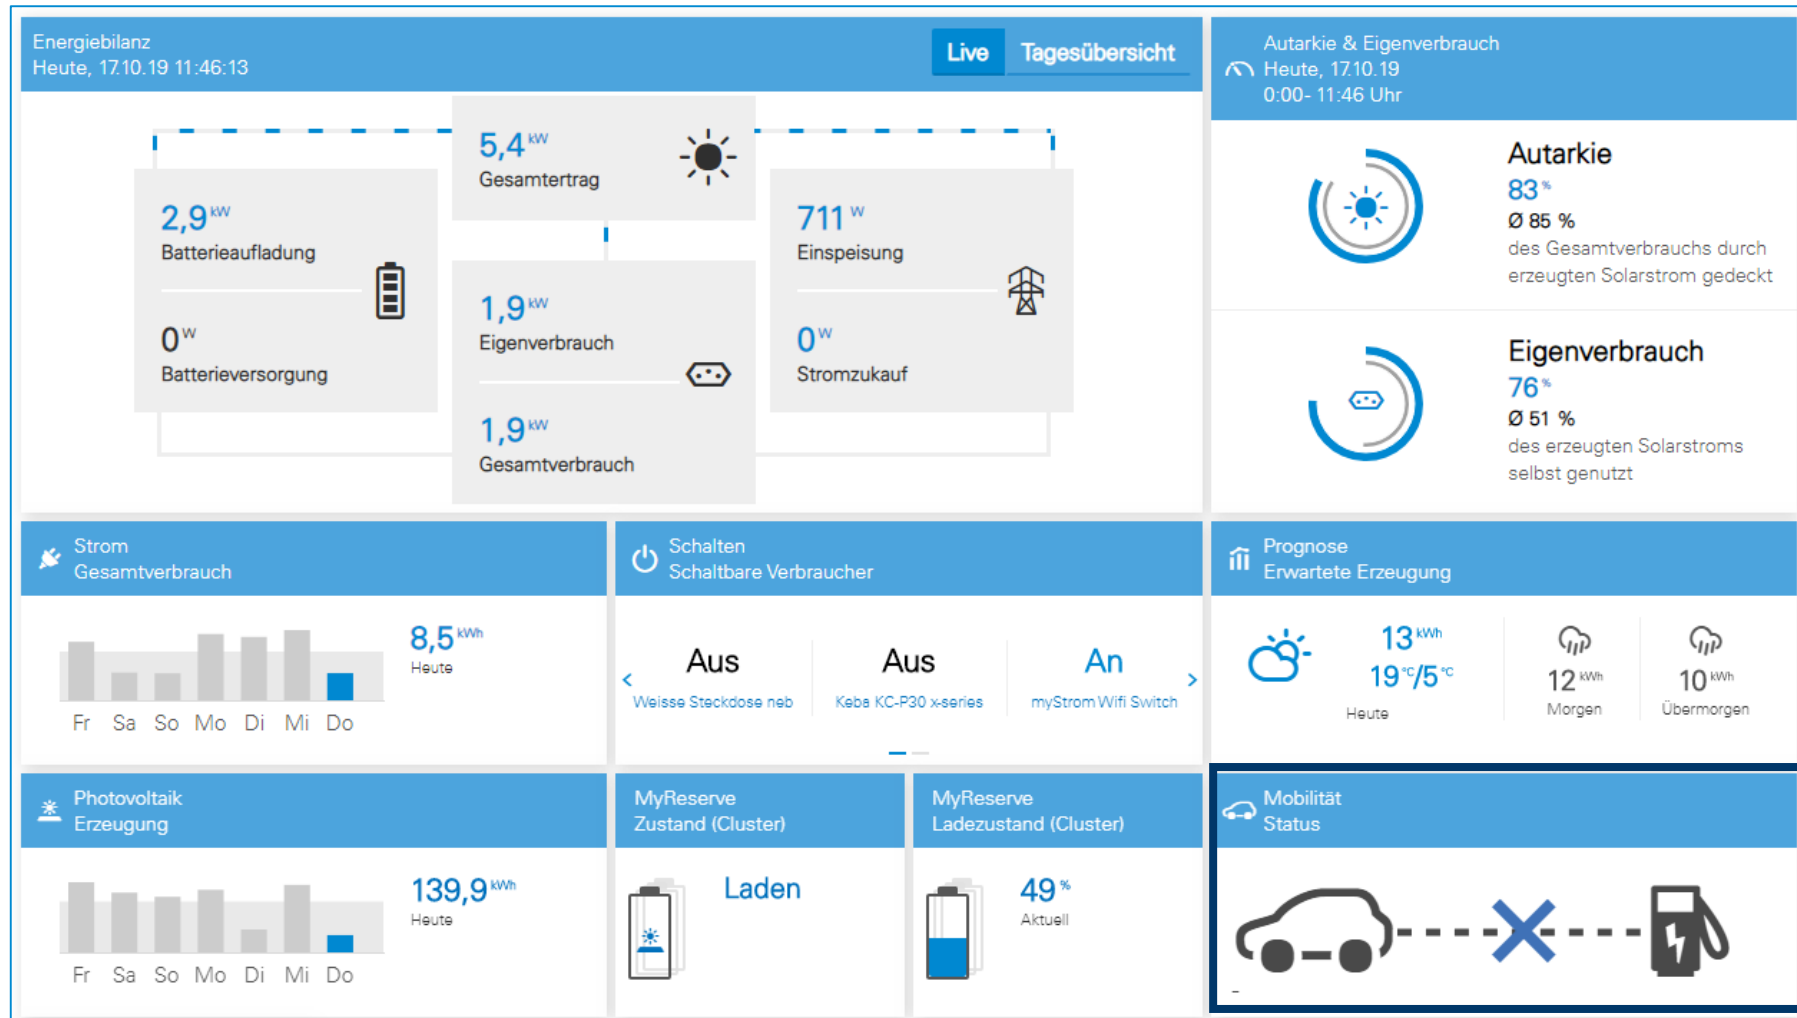 Energiebilanz
Heute, 17.10.19 11:46:13
Live
Tagesübersicht
5,4 kW
Gesamtertrag
2,9 kW
Batterieaufladung
0 W
Batterieversorgung
1,9 kW
Eigenverbrauch
1,9 kW
Gesamtverbrauch
711 W
Einspeisung
0 W
Stromzukauf
Autarkie & Eigenverbrauch
Heute, 17.10.19
0:00- 11:46 Uhr
Autarkie
83 %
Ø 85 %
des Gesamtverbrauchs durch
erzeugten Solarstrom gedeckt
Eigenverbrauch
76 %
Ø 51 %
des erzeugten Solarstroms
selbst genutzt
Strom
Gesamtverbrauch
8,5 kWh
Heute
Fr Sa So Mo Di Mi Do
Schalten
Schaltbare Verbraucher
Aus
Weisse Steckdose neb
Aus
Keba KC-P30 x-series
An
myStrom Wifi Switch
Prognose
Erwartete Erzeugung
13 kWh
19 °C/5 °C
Heute
12 kWh
Morgen
10 kWh
Übermorgen
Photovoltaik
Erzeugung
139,9 kWh
Heute
Fr Sa So Mo Di Mi Do
MyReserve
Zustand (Cluster)
Laden
MyReserve
Ladezustand (Cluster)
49 %
Aktuell
Mobilität
Status
-